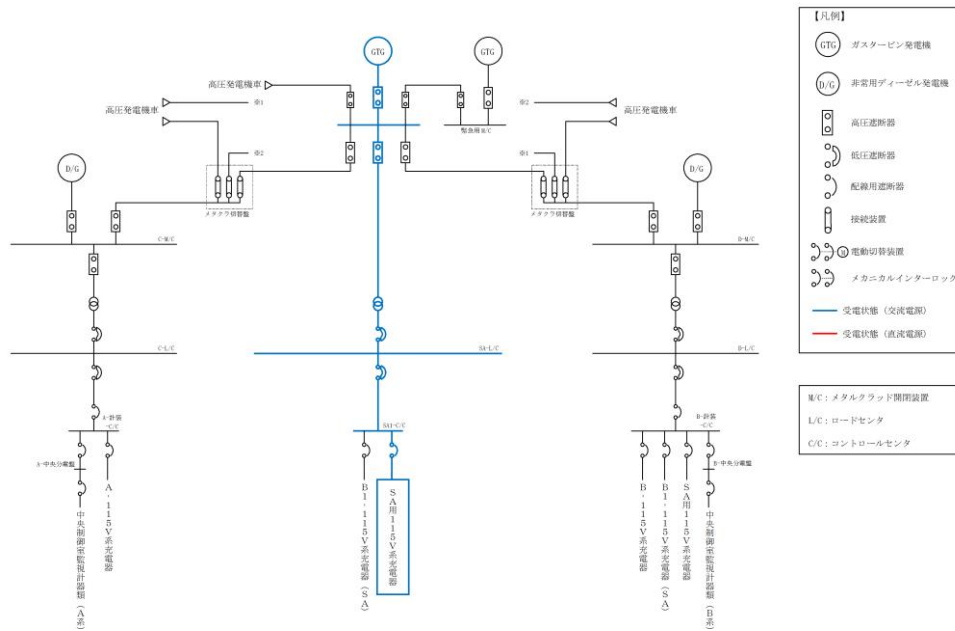 GTG
GTG
高圧発電機車
高圧発電機車
※1
※2
高圧発電機車
緊急用M/C
※2
※1
D/G
D/G
メタクラ切替盤
メタクラ切替盤
C-M/C
D-M/C
C-L/C
SA-L/C
D-L/C
A-計装
-C/C
SA1-C/C
B-計装
-C/C
A-中央分電盤
B-中央分電盤
中央制御室監視計器類（A系）
A-115V系充電器
B1-115V系充電器（SA）
SA用115V系充電器
B-115V系充電器
B1-115V系充電器（SA）
SA用115V系充電器
中央制御室監視計器類（B系）
【凡例】
GTG ガスタービン発電機
D/G 非常用ディーゼル発電機
高圧遮断器
低圧遮断器
配線用遮断器
接続装置
M 電動切替装置
メカニカルインターロック
受電状態（交流電源）
受電状態（直流電源）
M/C：メタルクラッド開閉装置
L/C：ロードセンタ
C/C：コントロールセンタ